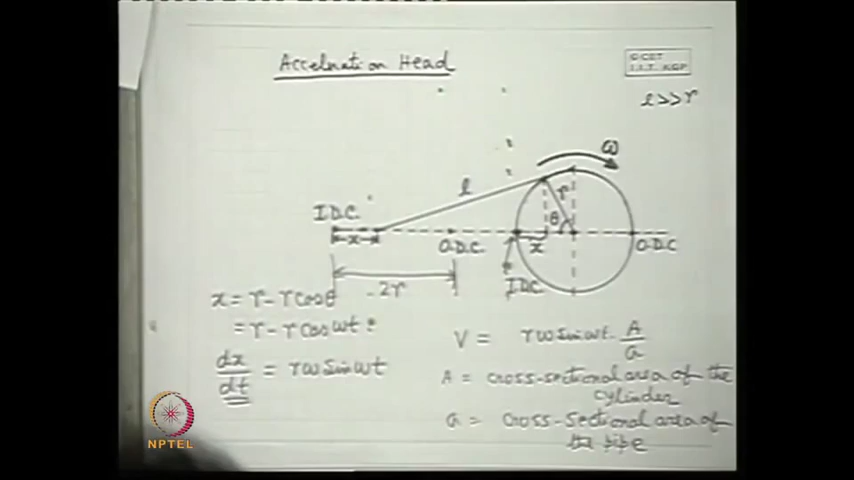 Acceleration Head
©CET
I.I.T. KGP
l>>r
ω
l
r
θ
I.D.C.
x
O.D.C.
x
O.D.C
I.D.C.
2r
x = r - r cosθ
= r - r cos ωt
dx/dt = rω sin ωt
V = rω sin ωt · A/a
A = cross-sectional area of the
cylinder
a = cross-sectional area of
the pipe
NPTEL